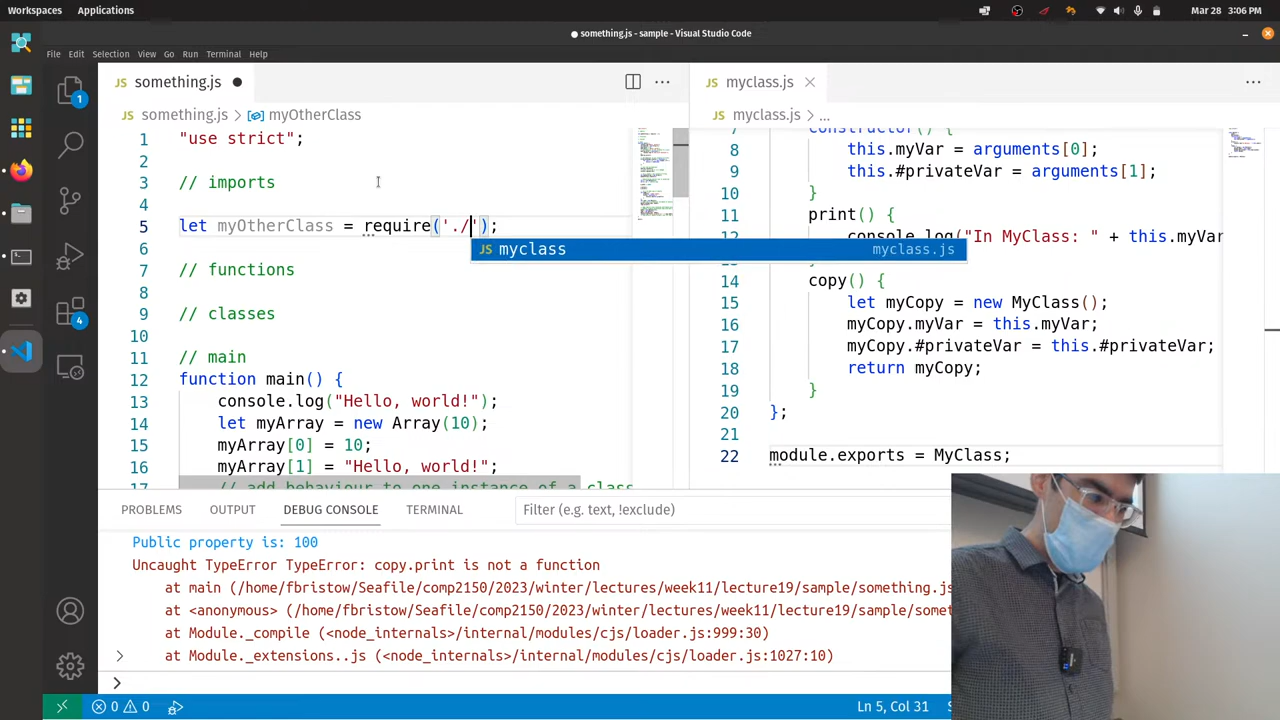 Workspaces Applications Mar 28 3:06 PM
something.js - sample - Visual Studio Code
File Edit Selection View Go Run Terminal Help
JS something.js
JS something.js > myOtherClass
1 "use strict";
2
3 // imports
4
5 let myOtherClass = require('./');
JS myclass myclass.js
6
7 // functions
8
9 // classes
10
11 // main
12 function main() {
13 console.log("Hello, world!");
14 let myArray = new Array(10);
15 myArray[0] = 10;
16 myArray[1] = "Hello, world!";
17 // add behaviour to one instance of a class
JS myclass.js
JS myclass.js > ...
7 constructor() {
8 this.myVar = arguments[0];
9 this.#privateVar = arguments[1];
10 }
11 print() {
12 console.log("In MyClass: " + this.myVar
13 }
14 copy() {
15 let myCopy = new MyClass();
16 myCopy.myVar = this.myVar;
17 myCopy.#privateVar = this.#privateVar;
18 return myCopy;
19 }
20 };
21
22 module.exports = MyClass;
1
4
PROBLEMS OUTPUT DEBUG CONSOLE TERMINAL Filter (e.g. text, !exclude)
Public property is: 100
Uncaught TypeError TypeError: copy.print is not a function
at main (/home/fbristow/Seafile/comp2150/2023/winter/lectures/week11/lecture19/sample/something.js
at <anonymous> (/home/fbristow/Seafile/comp2150/2023/winter/lectures/week11/lecture19/sample/somet
at Module._compile (<node_internals>/internal/modules/cjs/loader.js:999:30)
at Module._extensions..js (<node_internals>/internal/modules/cjs/loader.js:1027:10)
0 0 Ln 5, Col 31